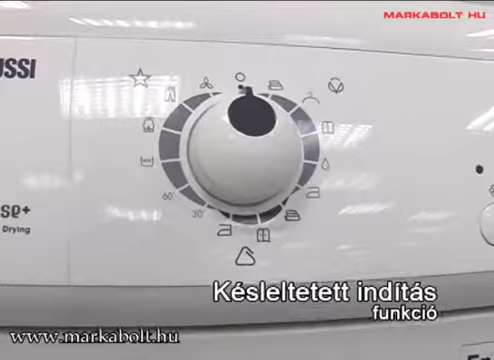 MARKABOLT HU
USSI
60'
30'
SE+
Drying
Késleltetett indítás
funkció
www.markabolt.hu